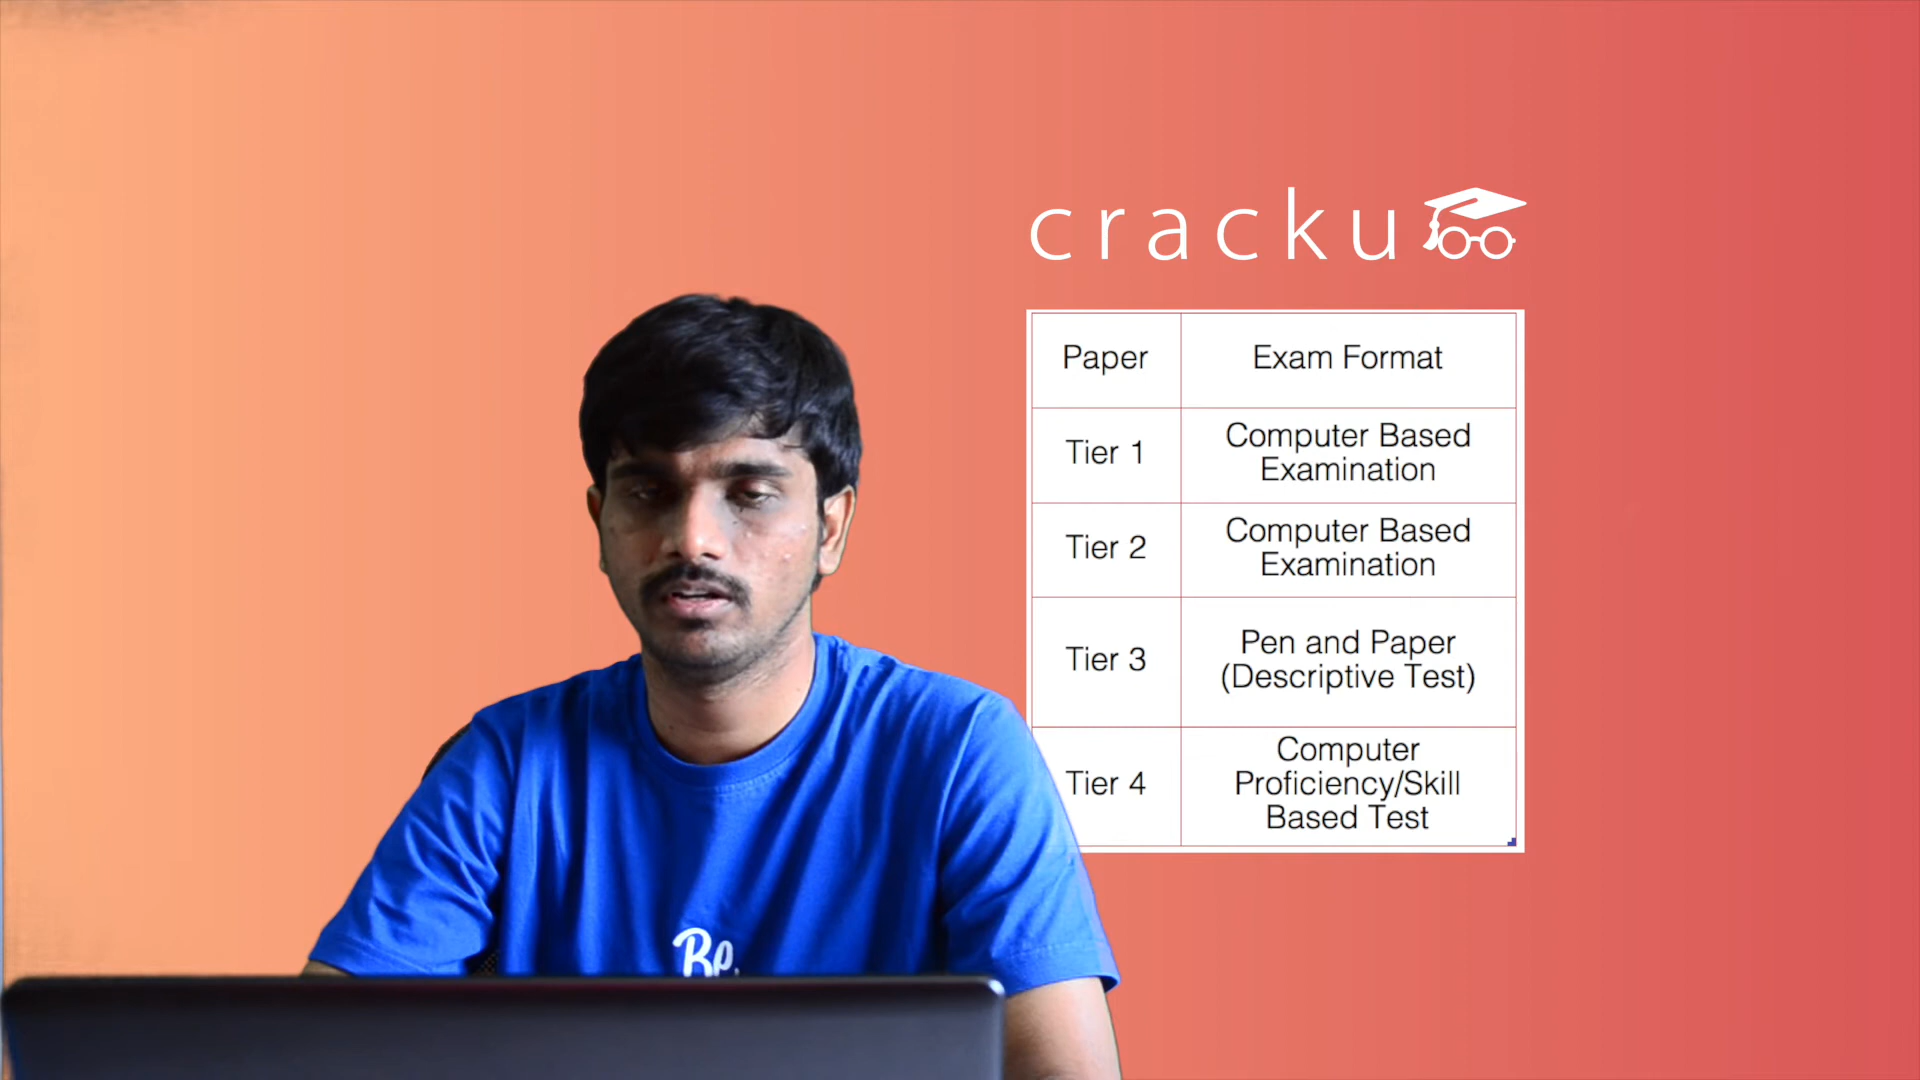 cracku
Paper
Exam Format
Tier 1
Computer Based
Examination
Tier 2
Computer Based
Examination
Tier 3
Pen and Paper
(Descriptive Test)
Tier 4
Computer
Proficiency/Skill
Based Test
Be